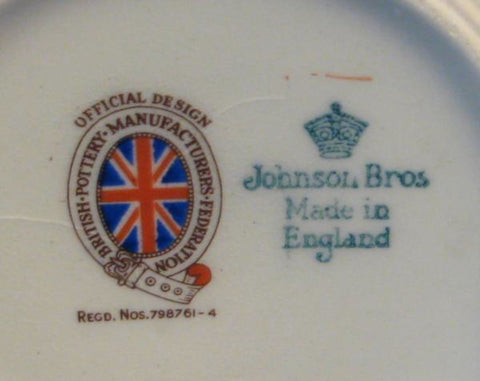 OFFICIAL DESIGN
BRITISH·POTTERY·MANUFACTURERS·FEDERATION
REGD. NOS. 798761-4
Johnson Bros
Made in
England